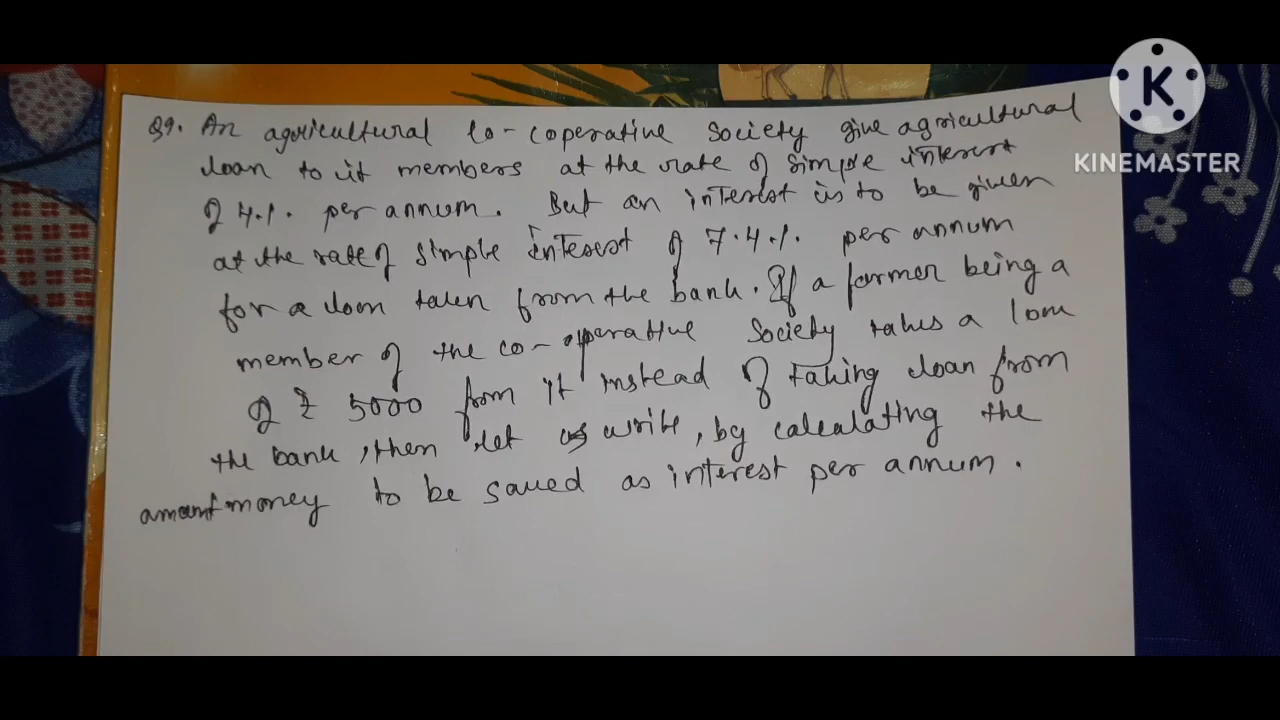 Q9. An agricultural co-coperative society give agricultural
loan to it members at the rate of simple interest
of 4.1. per annum. But an interest is to be given
at the rate of simple interest of 7.4.1. per annum
for a loan taken from the bank. If a farmer being a
member of the co-operative society takes a loan
of ₹ 5000 from it instead of taking loan from
the bank, then let us write, by calculating the
amount money to be saved as interest per annum.
K
KINEMASTER